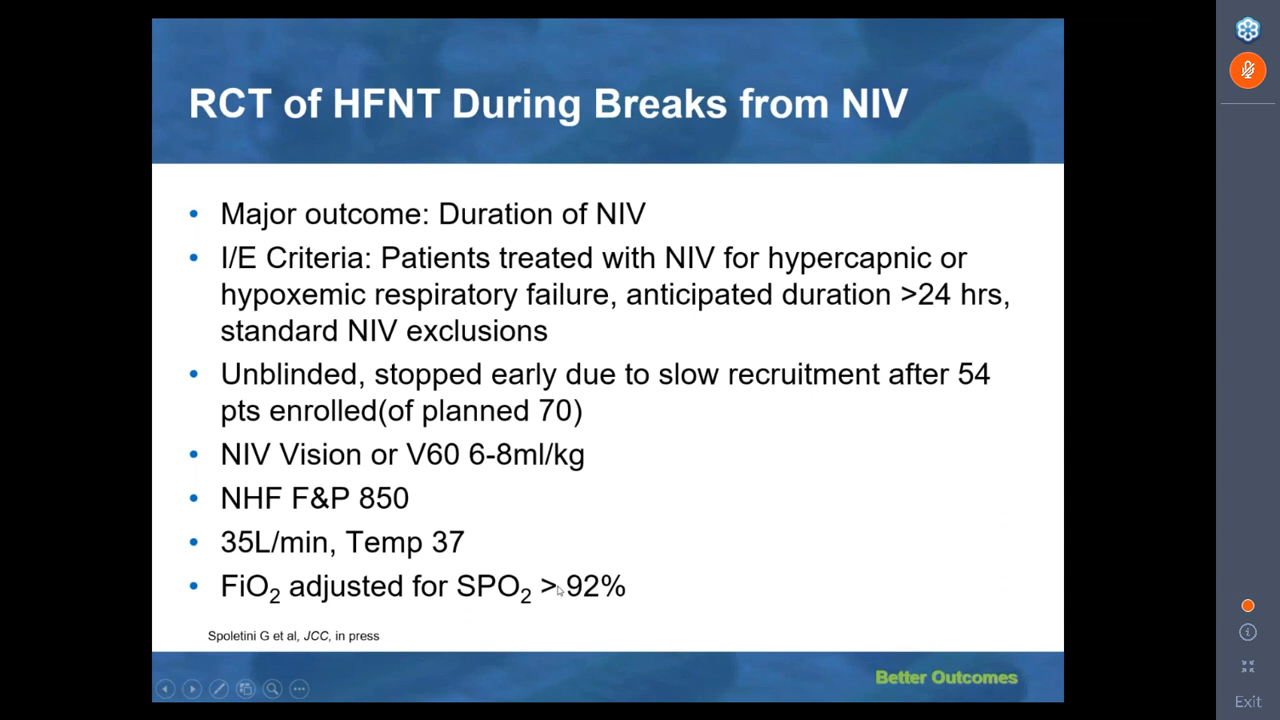 RCT of HFNT During Breaks from NIV
• Major outcome: Duration of NIV
• I/E Criteria: Patients treated with NIV for hypercapnic or
hypoxemic respiratory failure, anticipated duration >24 hrs,
standard NIV exclusions
• Unblinded, stopped early due to slow recruitment after 54
pts enrolled(of planned 70)
• NIV Vision or V60 6-8ml/kg
• NHF F&P 850
• 35L/min, Temp 37
• FiO₂ adjusted for SPO₂ > 92%
Spoletini G et al, JCC, in press
Better Outcomes
Exit